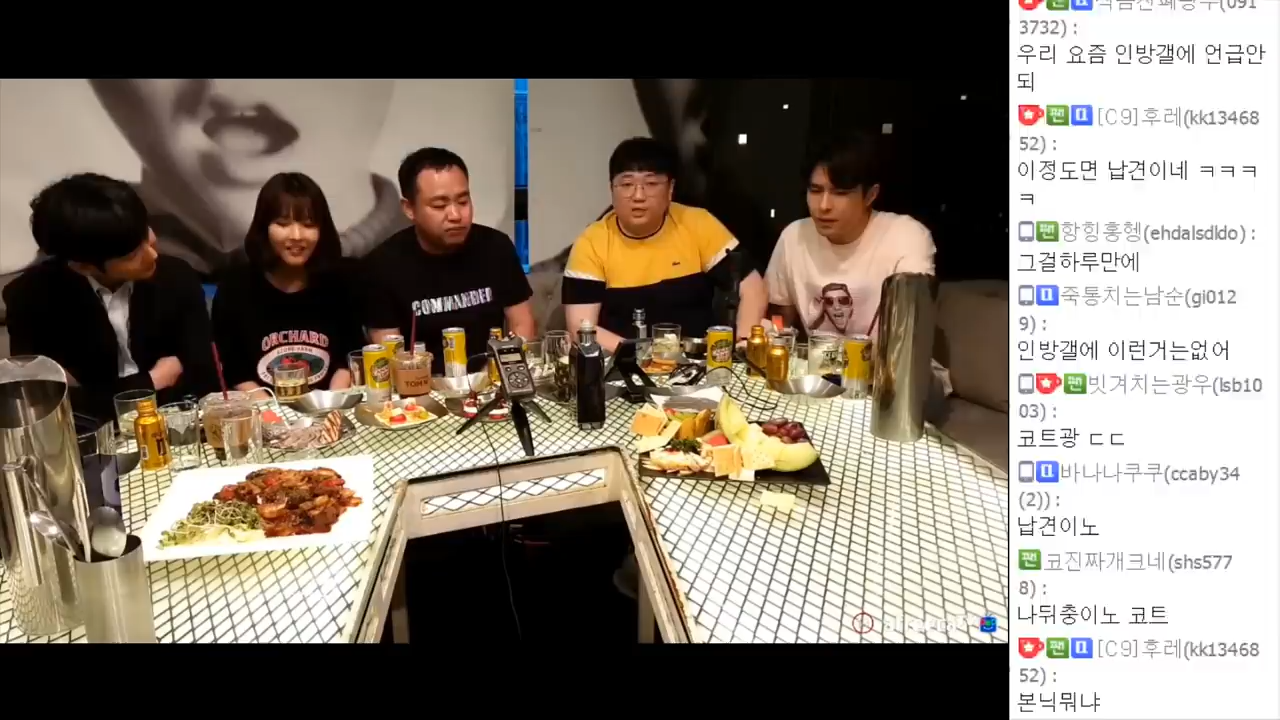 COMMANDER
ORCHARD
TOM N
3732) :
우리 요즘 인방갤에 언급안
되
[C9]후레(kk13468
52) :
이정도면 납견이네 ㅋㅋㅋ
ㅋ
항힝홍헹(ehdalsdldo) :
그걸하루만에
죽통치는남순(gi012
9) :
인방갤에 이런거는없어
빗겨치는광우(lsb10
03) :
코트광 ㄷㄷ
바나나쿠쿠(ccaby34
(2)) :
납견이노
코진짜개크네(shs577
8) :
나뒤충이노 코트
[C9]후레(kk13468
52) :
본닉뭐냐